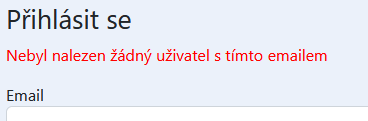 Přihlásit se
Nebyl nalezen žádný uživatel s tímto emailem
Email